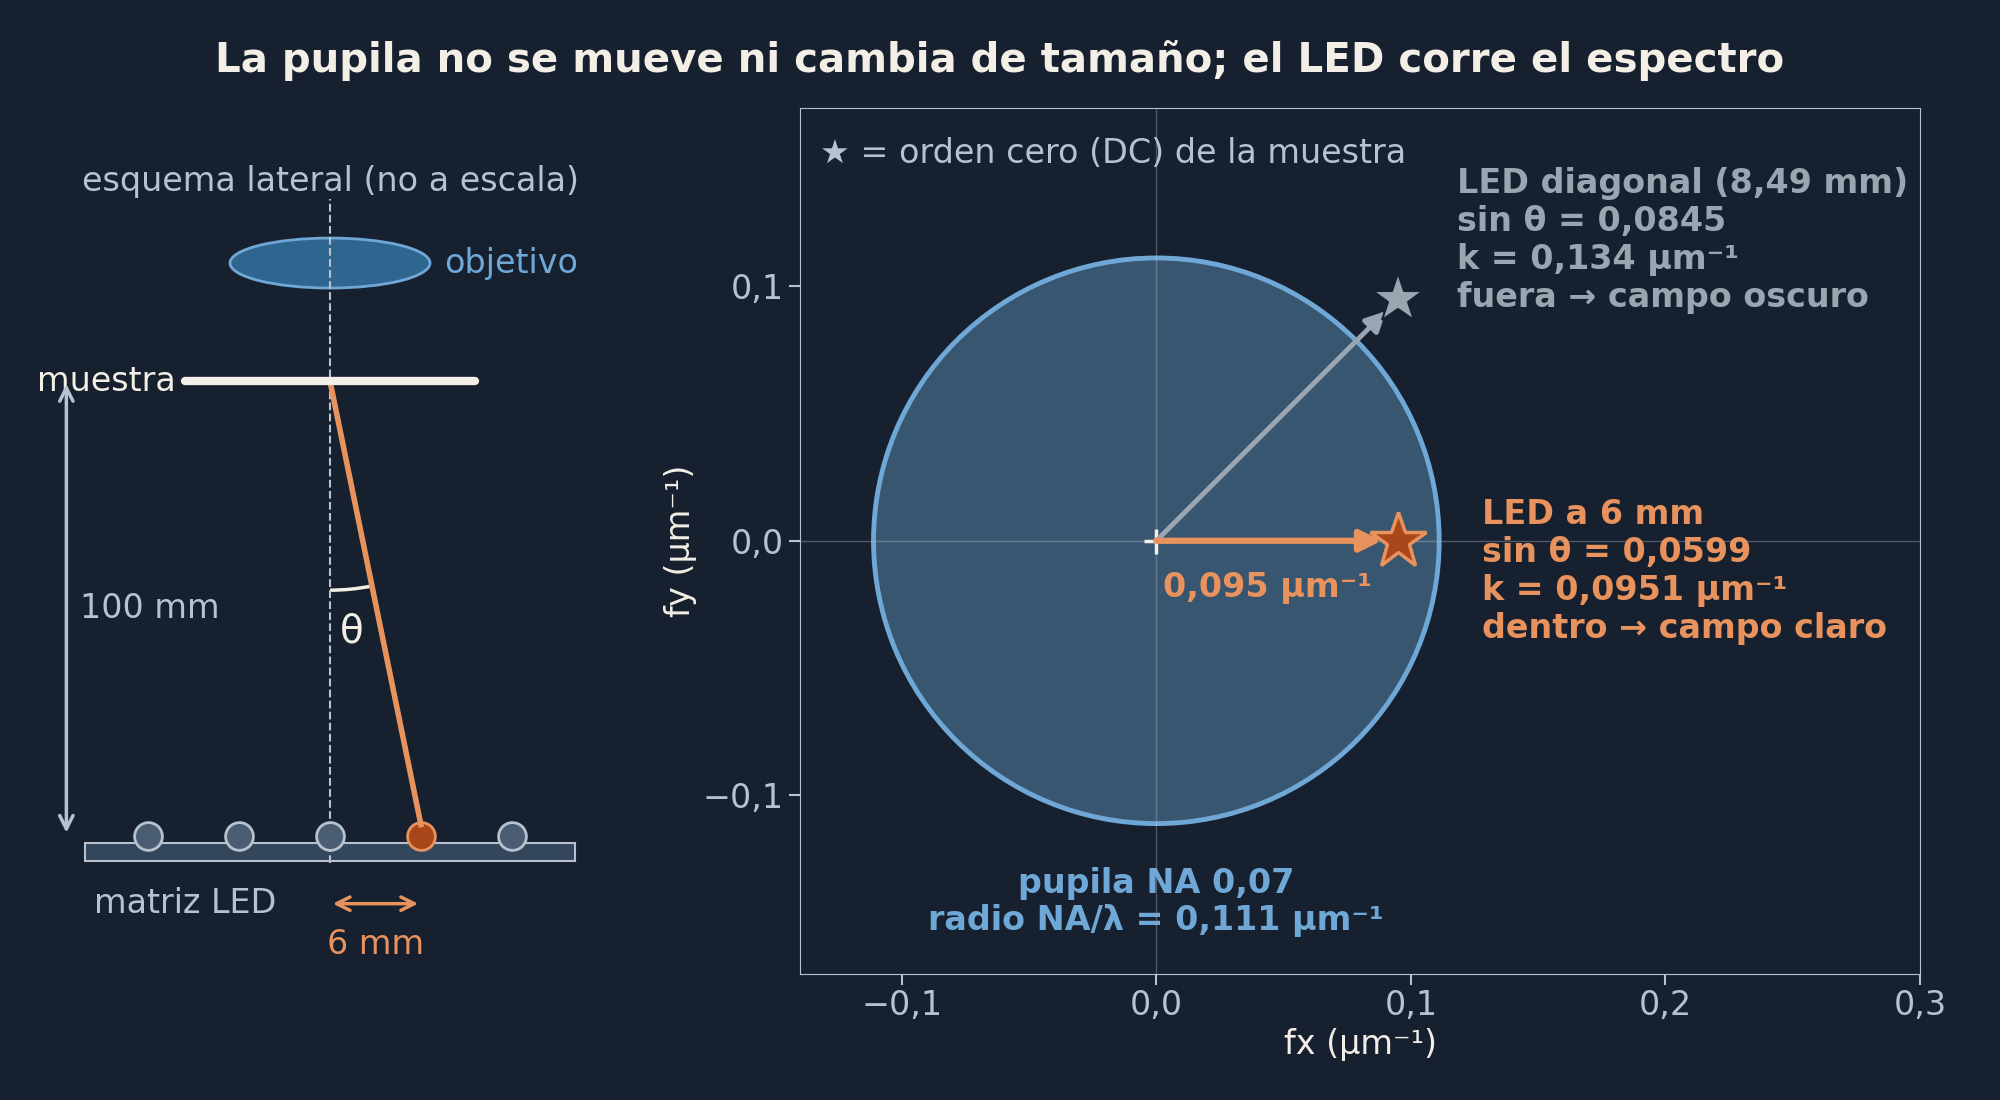 La pupila no se mueve ni cambia de tamaño; el LED corre el espectro
esquema lateral (no a escala)
objetivo
muestra
100 mm
θ
matriz LED
6 mm
★ = orden cero (DC) de la muestra
LED diagonal (8,49 mm)
sin θ = 0,0845
k = 0,134 µm⁻¹
fuera → campo oscuro
LED a 6 mm
sin θ = 0,0599
k = 0,0951 µm⁻¹
dentro → campo claro
0,095 µm⁻¹
pupila NA 0,07
radio NA/λ = 0,111 µm⁻¹
fy (µm⁻¹)
0,1
0,0
−0,1
−0,1
0,0
0,1
0,2
0,3
fx (µm⁻¹)